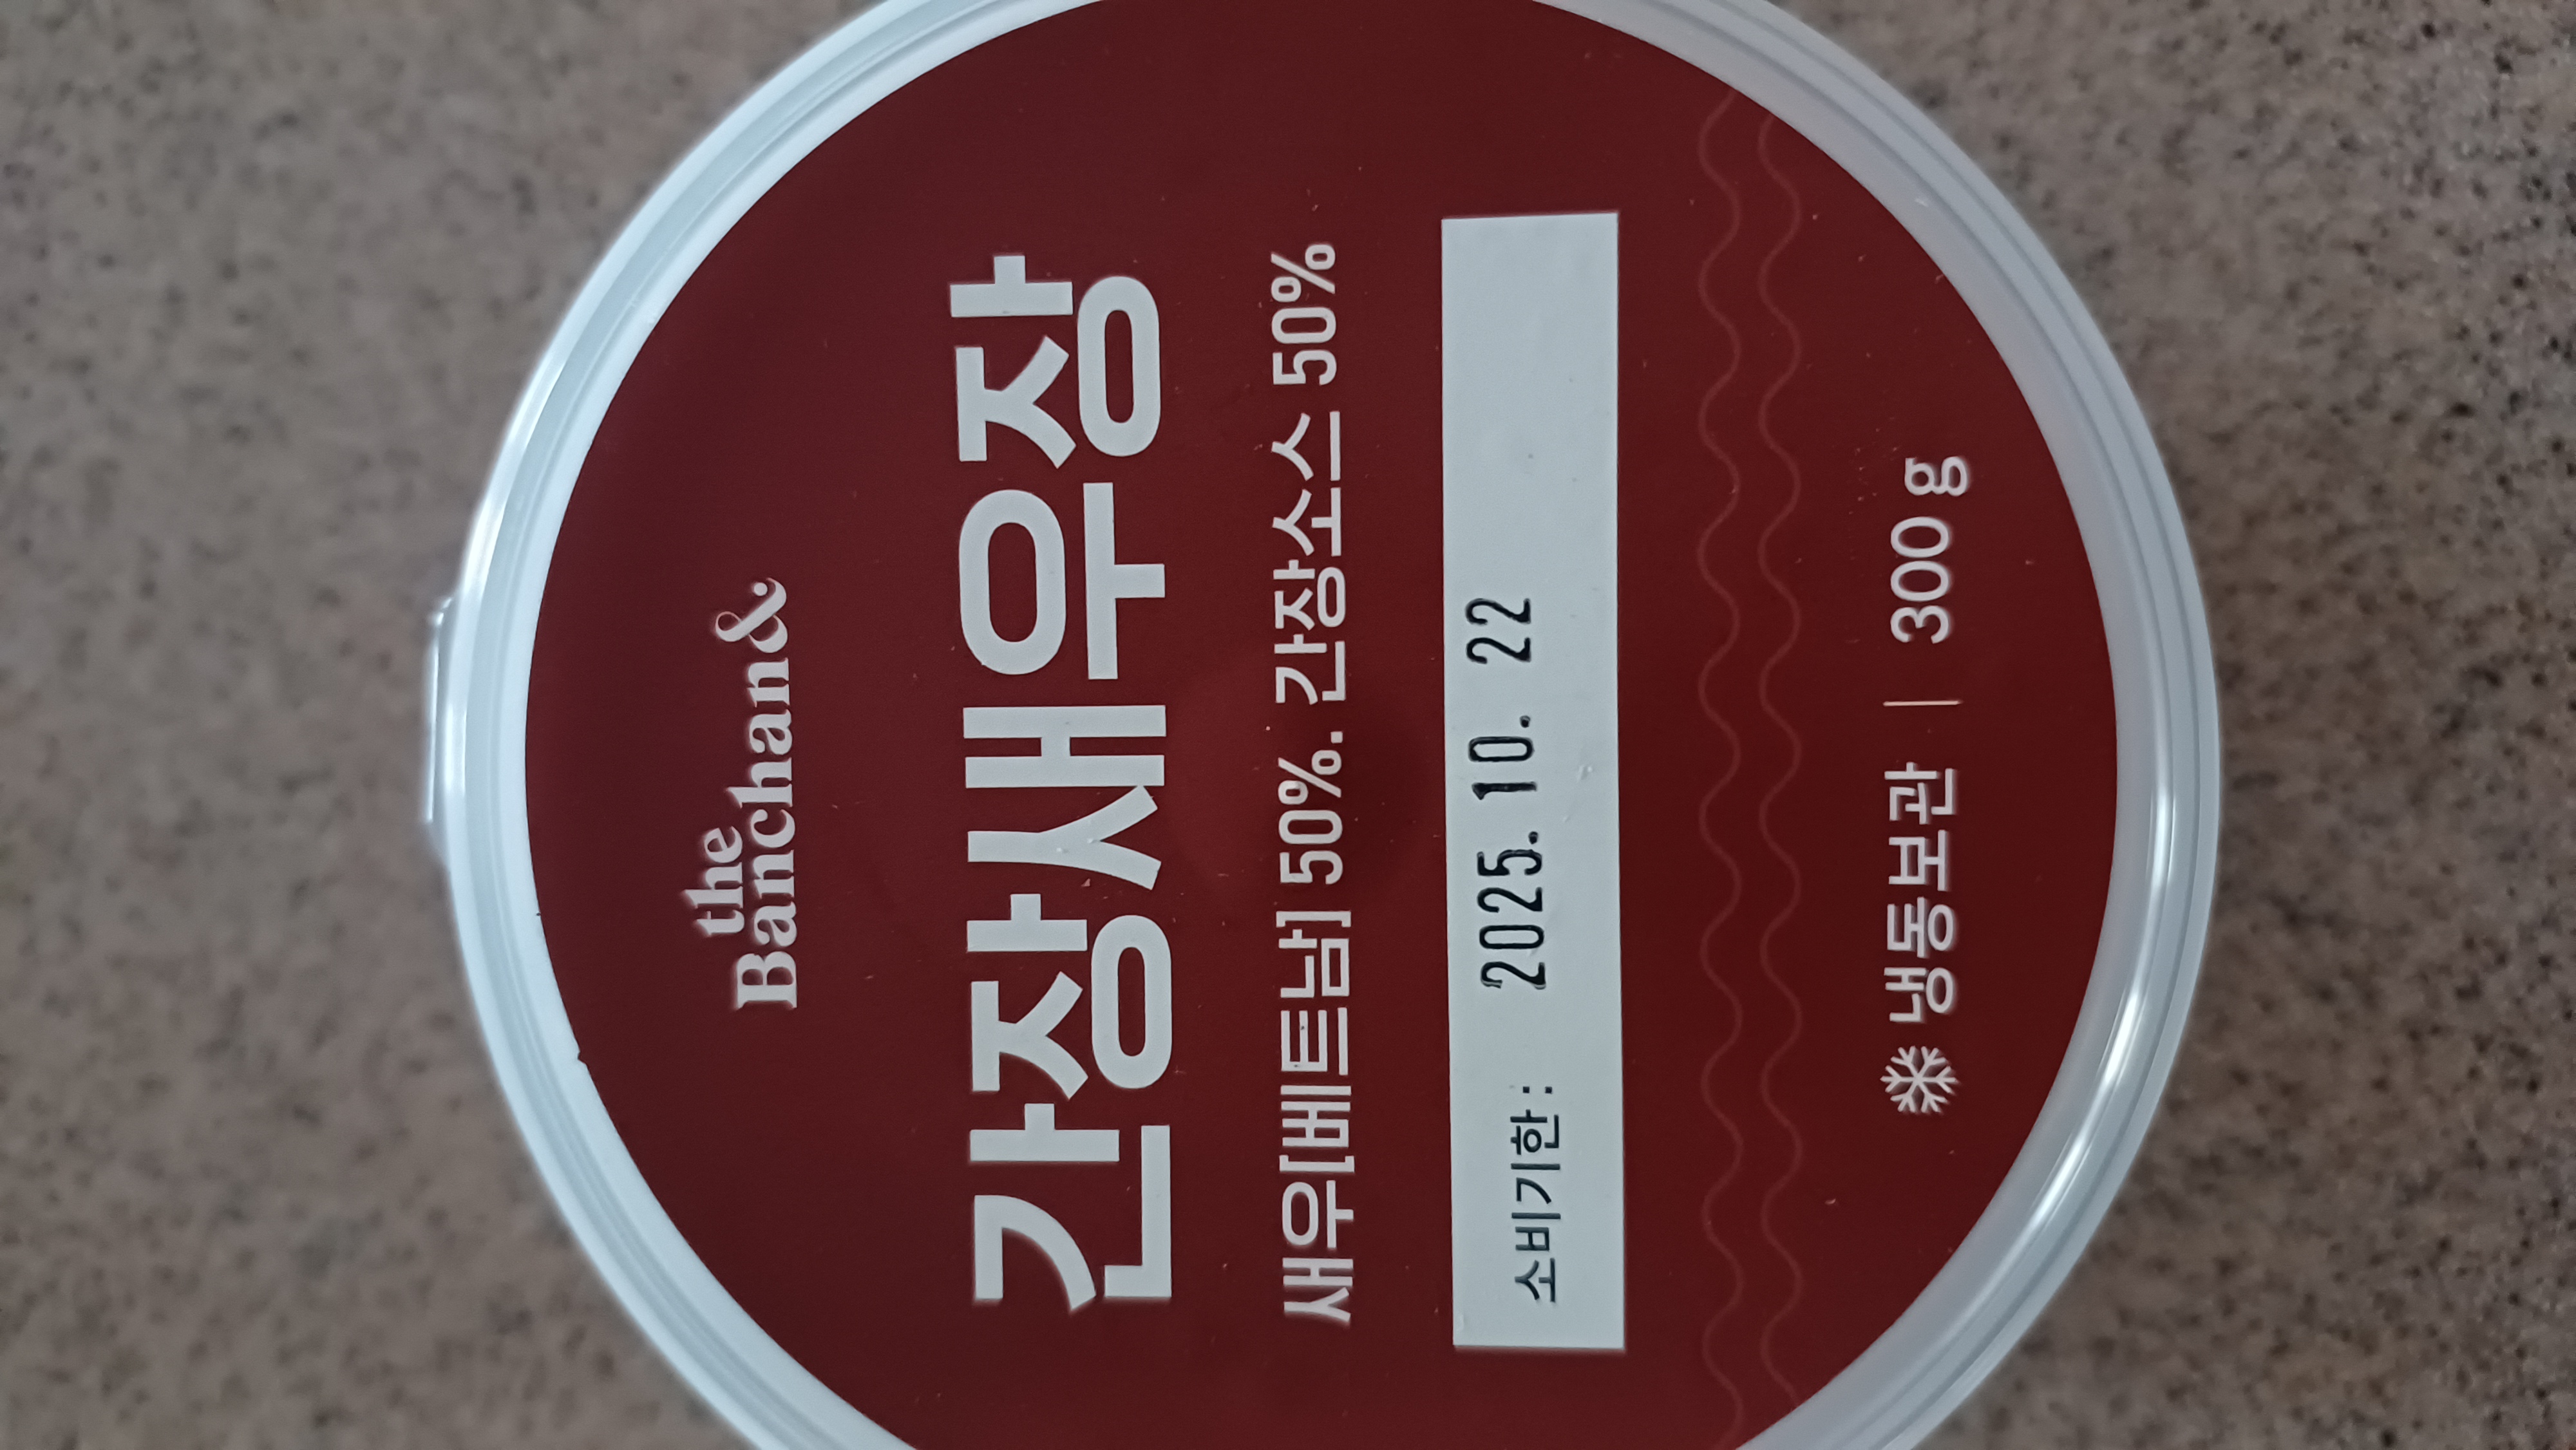 the
Banchan&
간장새우장
새우[베트남] 50%. 간장소스 50%
소비기한 : 2025. 10. 22
냉동보관 | 300 g